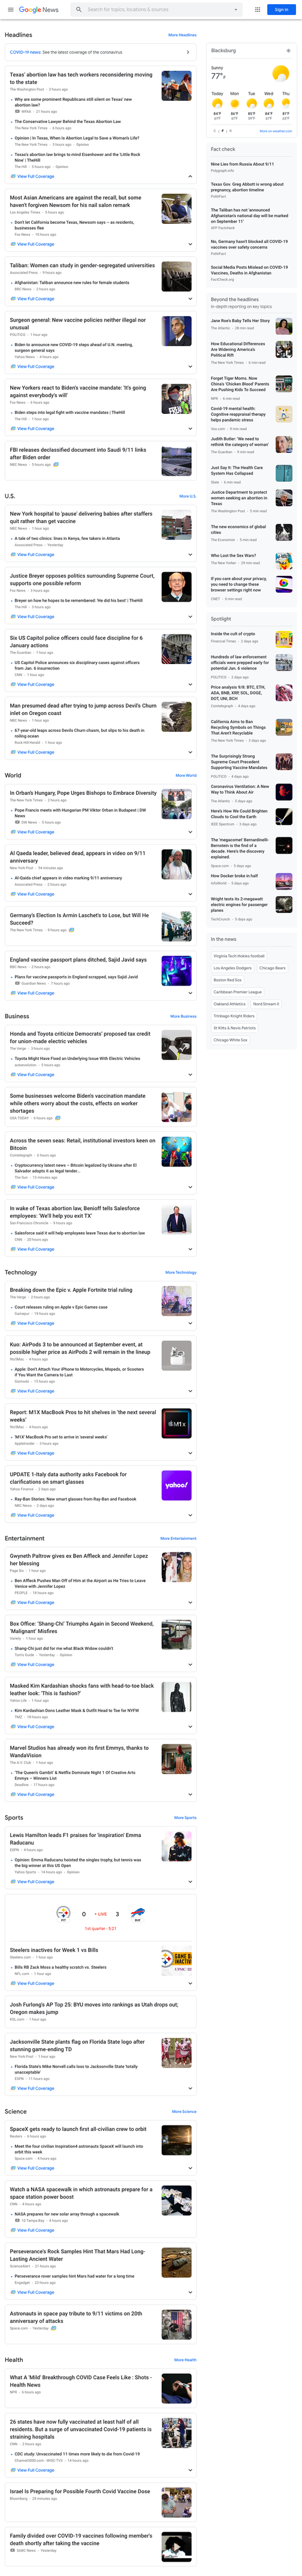 Google News
Search for topics, locations & sources
Sign in
Headlines
More Headlines
COVID-19 news: See the latest coverage of the coronavirus
Texas' abortion law has tech workers reconsidering moving
to the state
The Washington Post · 3 hours ago
Why are some prominent Republicans still silent on Texas' new
abortion law?
WFAA · 21 hours ago
The Conservative Lawyer Behind the Texas Abortion Law
The New York Times · 6 hours ago
Opinion | In Texas, When Is Abortion Legal to Save a Woman's Life?
The New York Times · 5 hours ago · Opinion
Texas's abortion law brings to mind Eisenhower and the 'Little Rock
Nine' | TheHill
The Hill · 3 hours ago · Opinion
View Full Coverage
Most Asian Americans are against the recall, but some
haven't forgiven Newsom for his nail salon remark
Los Angeles Times · 5 hours ago
Don't let California become Texas, Newsom says – as residents,
businesses flee
Fox News · 10 hours ago
View Full Coverage
Taliban: Women can study in gender-segregated universities
Associated Press · 9 hours ago
Afghanistan: Taliban announce new rules for female students
BBC News · 2 hours ago
View Full Coverage
Surgeon general: New vaccine policies neither illegal nor
unusual
POLITICO · 1 hour ago
Biden to announce new COVID-19 steps ahead of U.N. meeting,
surgeon general says
Yahoo News · 4 hours ago
View Full Coverage
New Yorkers react to Biden's vaccine mandate: 'It's going
against everybody's will'
Fox News · 6 hours ago
Biden steps into legal fight with vaccine mandates | TheHill
The Hill · 1 hour ago
View Full Coverage
FBI releases declassified document into Saudi 9/11 links
after Biden order
NBC News · 5 hours ago
U.S.
More U.S.
New York hospital to 'pause' delivering babies after staffers
quit rather than get vaccine
NBC News · 1 hour ago
A tale of two clinics: lines in Kenya, few takers in Atlanta
Associated Press · Yesterday
View Full Coverage
Justice Breyer opposes politics surrounding Supreme Court,
supports one possible reform
Fox News · 3 hours ago
Breyer on how he hopes to be remembered: 'He did his best' | TheHill
The Hill · 3 hours ago
View Full Coverage
Six US Capitol police officers could face discipline for 6
January actions
The Guardian · 1 hour ago
US Capitol Police announces six disciplinary cases against officers
from Jan. 6 insurrection
CNN · 1 hour ago
View Full Coverage
Man presumed dead after trying to jump across Devil's Churn
inlet on Oregon coast
NBC News · 1 hour ago
67-year-old leaps across Devils Churn chasm, but slips to his death in
roiling ocean
Rock Hill Herald · 1 hour ago
View Full Coverage
World
More World
In Orban's Hungary, Pope Urges Bishops to Embrace Diversity
The New York Times · 2 hours ago
Pope Francis meets with Hungarian PM Viktor Orban in Budapest | DW
News
DW News · 5 hours ago
View Full Coverage
Al Qaeda leader, believed dead, appears in video on 9/11
anniversary
New York Post · 56 minutes ago
Al-Qaida chief appears in video marking 9/11 anniversary
Associated Press · 2 hours ago
View Full Coverage
Germany's Election Is Armin Laschet's to Lose, but Will He
Succeed?
The New York Times · 9 hours ago
England vaccine passport plans ditched, Sajid Javid says
BBC News · 2 hours ago
Plans for vaccine passports in England scrapped, says Sajid Javid
Guardian News · 7 hours ago
View Full Coverage
Business
More Business
Honda and Toyota criticize Democrats' proposed tax credit
for union-made electric vehicles
The Verge · 3 hours ago
Toyota Might Have Faced an Underlying Issue With Electric Vehicles
autoevolution · 5 hours ago
View Full Coverage
Some businesses welcome Biden's vaccination mandate
while others worry about the costs, effects on worker
shortages
USA TODAY · 6 hours ago
Across the seven seas: Retail, institutional investors keen on
Bitcoin
Cointelegraph · 6 hours ago
Cryptocurrency latest news – Bitcoin legalized by Ukraine after El
Salvador adopts it as legal tender...
The Sun · 15 minutes ago
View Full Coverage
In wake of Texas abortion law, Benioff tells Salesforce
employees: 'We'll help you exit TX'
San Francisco Chronicle · 9 hours ago
Salesforce said it will help employees leave Texas due to abortion law
CNN · 20 hours ago
View Full Coverage
Technology
More Technology
Breaking down the Epic v. Apple Fortnite trial ruling
The Verge · 2 hours ago
Court releases ruling on Apple v Epic Games case
Gamepur · 10 hours ago
View Full Coverage
Kuo: AirPods 3 to be announced at September event, at
possible higher price as AirPods 2 will remain in the lineup
9to5Mac · 4 hours ago
Apple: Don't Attach Your iPhone to Motorcycles, Mopeds, or Scooters
if You Want the Camera to Last
Gizmodo · 15 hours ago
View Full Coverage
Report: M1X MacBook Pros to hit shelves in 'the next several
weeks'
9to5Mac · 8 hours ago
'M1X' MacBook Pro set to arrive in 'several weeks'
AppleInsider · 3 hours ago
View Full Coverage
UPDATE 1-Italy data authority asks Facebook for
clarifications on smart glasses
Yahoo Finance · 2 days ago
Ray-Ban Stories: New smart glasses from Ray-Ban and Facebook
NBC News · 3 days ago
View Full Coverage
Entertainment
More Entertainment
Gwyneth Paltrow gives ex Ben Affleck and Jennifer Lopez
her blessing
Page Six · 1 hour ago
Ben Affleck Pushes Man Off of Him at the Airport as He Tries to Leave
Venice with Jennifer Lopez
PEOPLE · 18 hours ago
View Full Coverage
Box Office: 'Shang-Chi' Triumphs Again in Second Weekend,
'Malignant' Misfires
Variety · 1 hour ago
Shang-Chi just did for me what Black Widow couldn't
Tom's Guide · Yesterday · Opinion
View Full Coverage
Masked Kim Kardashian shocks fans with head-to-toe black
leather look: 'This is fashion?'
Yahoo Life · 1 hour ago
Kim Kardashian Dons Leather Mask & Outfit Head to Toe for NYFW
TMZ · 19 hours ago
View Full Coverage
Marvel Studios has already won its first Emmys, thanks to
WandaVision
The A.V. Club · 1 hour ago
'The Queen's Gambit' & Netflix Dominate Night 1 Of Creative Arts
Emmys – Winners List
Deadline · 17 hours ago
View Full Coverage
Sports
More Sports
Lewis Hamilton leads F1 praises for 'inspiration' Emma
Raducanu
ESPN · 4 hours ago
Opinion: Emma Raducanu hoisted the singles trophy, but tennis was
the big winner at this US Open
Yahoo Sports · 14 hours ago · Opinion
View Full Coverage
PIT
0
LIVE
3
BUF
1st quarter - 5:21
Steelers inactives for Week 1 vs Bills
Steelers.com · 1 hour ago
Bills RB Zack Moss a healthy scratch vs. Steelers
NFL.com · 1 hour ago
View Full Coverage
Josh Furlong's AP Top 25: BYU moves into rankings as Utah drops out;
Oregon makes jump
KSL.com · 1 hour ago
Jacksonville State plants flag on Florida State logo after
stunning game-ending TD
New York Post · 1 hour ago
Florida State's Mike Norvell calls loss to Jacksonville State 'totally
unacceptable'
ESPN · 11 hours ago
View Full Coverage
Science
More Science
SpaceX gets ready to launch first all-civilian crew to orbit
Reuters · 6 hours ago
Meet the four civilian Inspiration4 astronauts SpaceX will launch into
orbit this week
Space.com · 6 hours ago
View Full Coverage
Watch a NASA spacewalk in which astronauts prepare for a
space station power boost
CNN · 4 hours ago
NASA prepares for new solar array through a spacewalk
10 Tampa Bay · 6 hours ago
View Full Coverage
Perseverance's Rock Samples Hint That Mars Had Long-
Lasting Ancient Water
ScienceAlert · 21 hours ago
Perseverance rover samples hint Mars had water for a long time
Engadget · 20 hours ago
View Full Coverage
Astronauts in space pay tribute to 9/11 victims on 20th
anniversary of attacks
Space.com · Yesterday
Health
More Health
What A 'Mild' Breakthrough COVID Case Feels Like : Shots -
Health News
NPR · 6 hours ago
26 states have now fully vaccinated at least half of all
residents. But a surge of unvaccinated Covid-19 patients is
straining hospitals
CNN · 2 hours ago
CDC study: Unvaccinated 11 times more likely to die from Covid-19
View Full Coverage
Israel Is Preparing for Possible Fourth Covid Vaccine Dose
Bloomberg · 29 minutes ago
Family divided over COVID-19 vaccines following member's
death shortly after taking the vaccine
SABC News · Yesterday
Blacksburg
Sunny
77°F
Today
Mon
Tue
Wed
Thu
C | F | K
More on weather.com
Fact check
Nine Lies from Russia About 9/11
Polygraph.info
Texas Gov. Greg Abbott is wrong about
pregnancy, abortion timeline
PolitiFact
The Taliban has not 'announced
Afghanistan's national day will be marked
on September 11'
AFP Factcheck
No, Germany hasn't blocked all COVID-19
vaccines over safety concerns
PolitiFact
Social Media Posts Mislead on COVID-19
Vaccines, Deaths in Afghanistan
FactCheck.org
Beyond the headlines
In-depth reporting on key topics
Jane Roe's Baby Tells Her Story
The Atlantic · 28 min read
How Educational Differences
Are Widening America's
Political Rift
The New York Times · 9 min read
Forget Tiger Moms. Now
China's 'Chicken Blood' Parents
Are Pushing Kids To Succeed
NPR · 6 min read
Covid-19 mental health:
Cognitive reappraisal therapy
helps pandemic stress
Vox.com · 9 min read
Judith Butler: 'We need to
rethink the category of woman'
The Guardian · 9 min read
Just Say It: The Health Care
System Has Collapsed
Slate · 6 min read
Justice Department to protect
women seeking an abortion in
Texas
The Washington Post · 5 min read
The new economics of global
cities
The Economist · 5 min read
Who Lost the Sex Wars?
The New Yorker · 29 min read
If you care about your privacy,
you need to change these
browser settings right now
CNET · 6 min read
Spotlight
Inside the cult of crypto
Financial Times · 2 days ago
Hundreds of law enforcement
officials were prepped early for
potential Jan. 6 violence
POLITICO · 2 days ago
Price analysis 9/8: BTC, ETH,
ADA, BNB, XRP, SOL, DOGE,
DOT, UNI, BCH
Cointelegraph · 4 days ago
California Aims to Ban
Recycling Symbols on Things
That Aren't Recyclable
The New York Times · 3 days ago
The Surprisingly Strong
Supreme Court Precedent
Supporting Vaccine Mandates
POLITICO · 4 days ago
Coronavirus Ventilation: A New
Way to Think About Air
The Atlantic · 5 days ago
Here's How We Could Brighten
Clouds to Cool the Earth
IEEE Spectrum · 3 days ago
The 'megacomet' Bernardinelli-
Bernstein is the find of a
decade. Here's the discovery
explained.
Space.com · 5 days ago
How Docker broke in half
InfoWorld · 5 days ago
Wright tests its 2-megawatt
electric engines for passenger
planes
TechCrunch · 3 days ago
In the news
Virginia Tech Hokies football
Los Angeles Dodgers
Chicago Bears
Boston Red Sox
Caribbean Premier League
Oakland Athletics
Nord Stream II
Trinbago Knight Riders
St Kitts & Nevis Patriots
Chicago White Sox